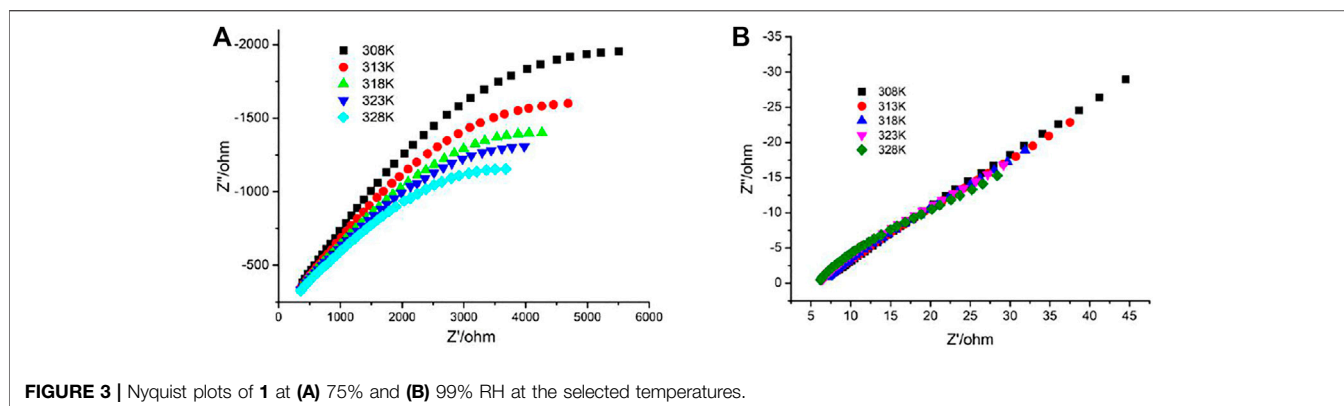 A
-2000
-1500
-1000
-500
Z"/ohm
308K
313K
318K
323K
328K
0 1000 2000 3000 4000 5000 6000
Z'/ohm
B
-35
-30
-25
-20
-15
-10
-5
0
Z"/ohm
308K
313K
318K
323K
328K
5 10 15 20 25 30 35 40 45
Z'/ohm
FIGURE 3 | Nyquist plots of 1 at (A) 75% and (B) 99% RH at the selected temperatures.